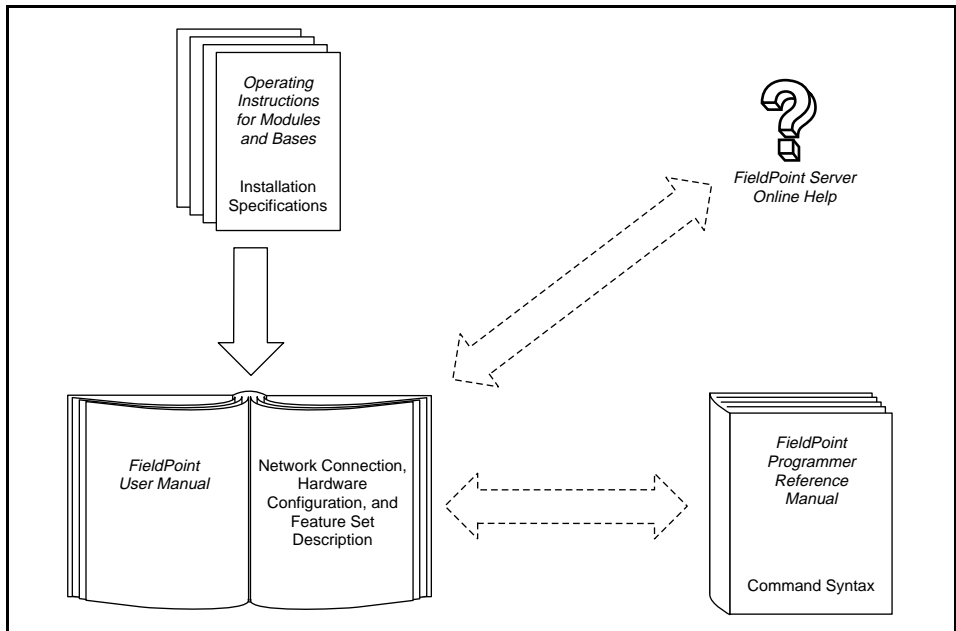 Operating
Instructions
for Modules
and Bases
Installation
Specifications
FieldPoint Server
Online Help
FieldPoint
User Manual
Network Connection,
Hardware
Configuration, and
Feature Set
Description
FieldPoint
Programmer
Reference
Manual
Command Syntax